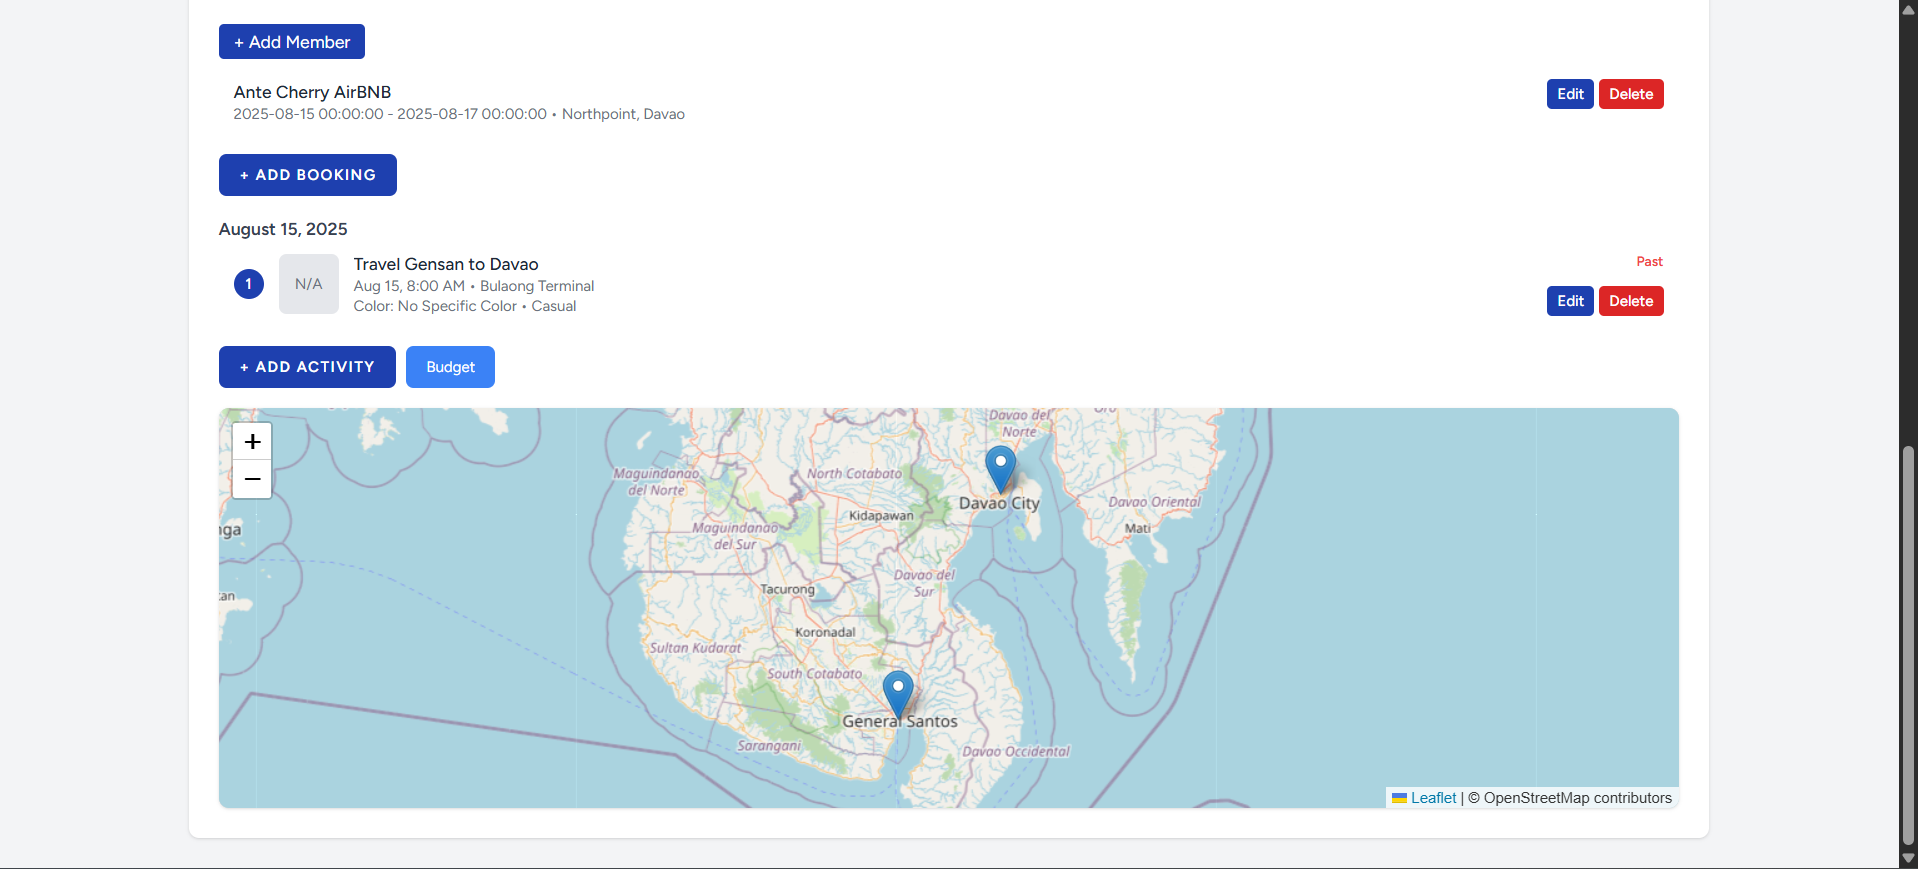 + Add Member
Ante Cherry AirBNB
2025-08-15 00:00:00 - 2025-08-17 00:00:00 • Northpoint, Davao
Edit
Delete
+ ADD BOOKING
August 15, 2025
1
N/A
Travel Gensan to Davao
Aug 15, 8:00 AM • Bulaong Terminal
Color: No Specific Color • Casual
Past
Edit
Delete
+ ADD ACTIVITY
Budget
+
−
Davao del
Norte
Maguindanao
del Norte
North Cotabato
Davao City
Davao Oriental
Kidapawan
Mati
nga
Maguindanao
del Sur
Davao del
Sur
Tacurong
an
Koronadal
Sultan Kudarat
South Cotabato
General Santos
Sarangani
Davao Occidental
Leaflet | © OpenStreetMap contributors